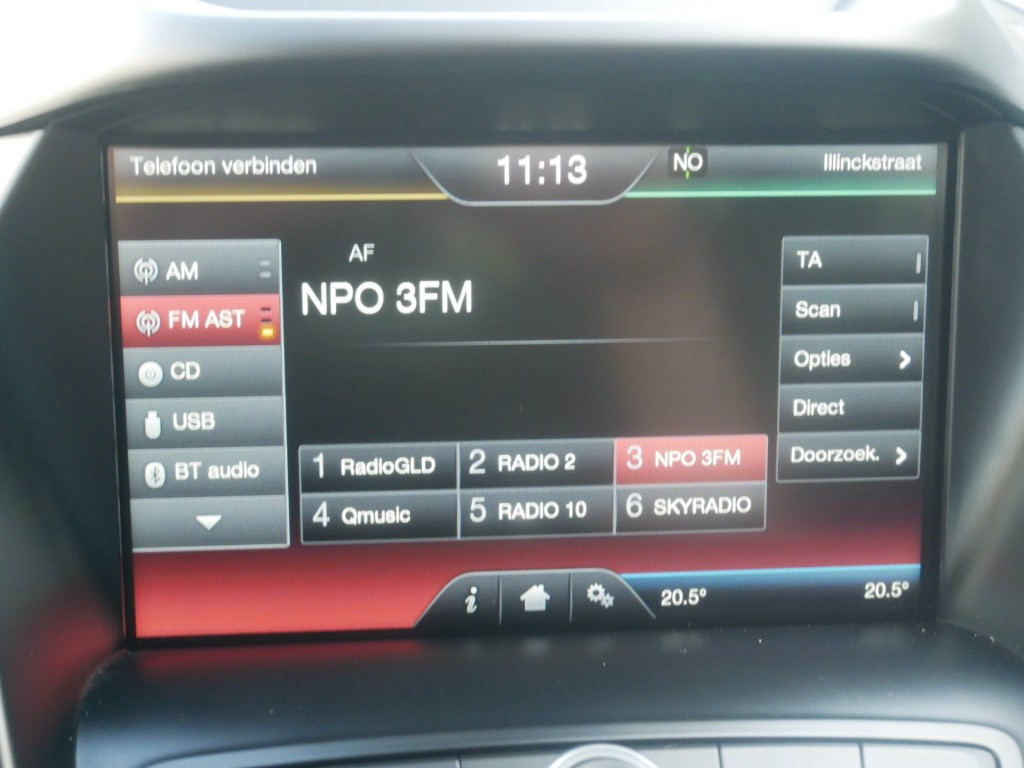 Telefoon verbinden
11:13
NO
Illinckstraat
AM
FM AST
CD
USB
BT audio
AF
NPO 3FM
1 RadioGLD
2 RADIO 2
3 NPO 3FM
4 Qmusic
5 RADIO 10
6 SKYRADIO
TA
Scan
Opties
Direct
Doorzoek.
i
20.5°
20.5°